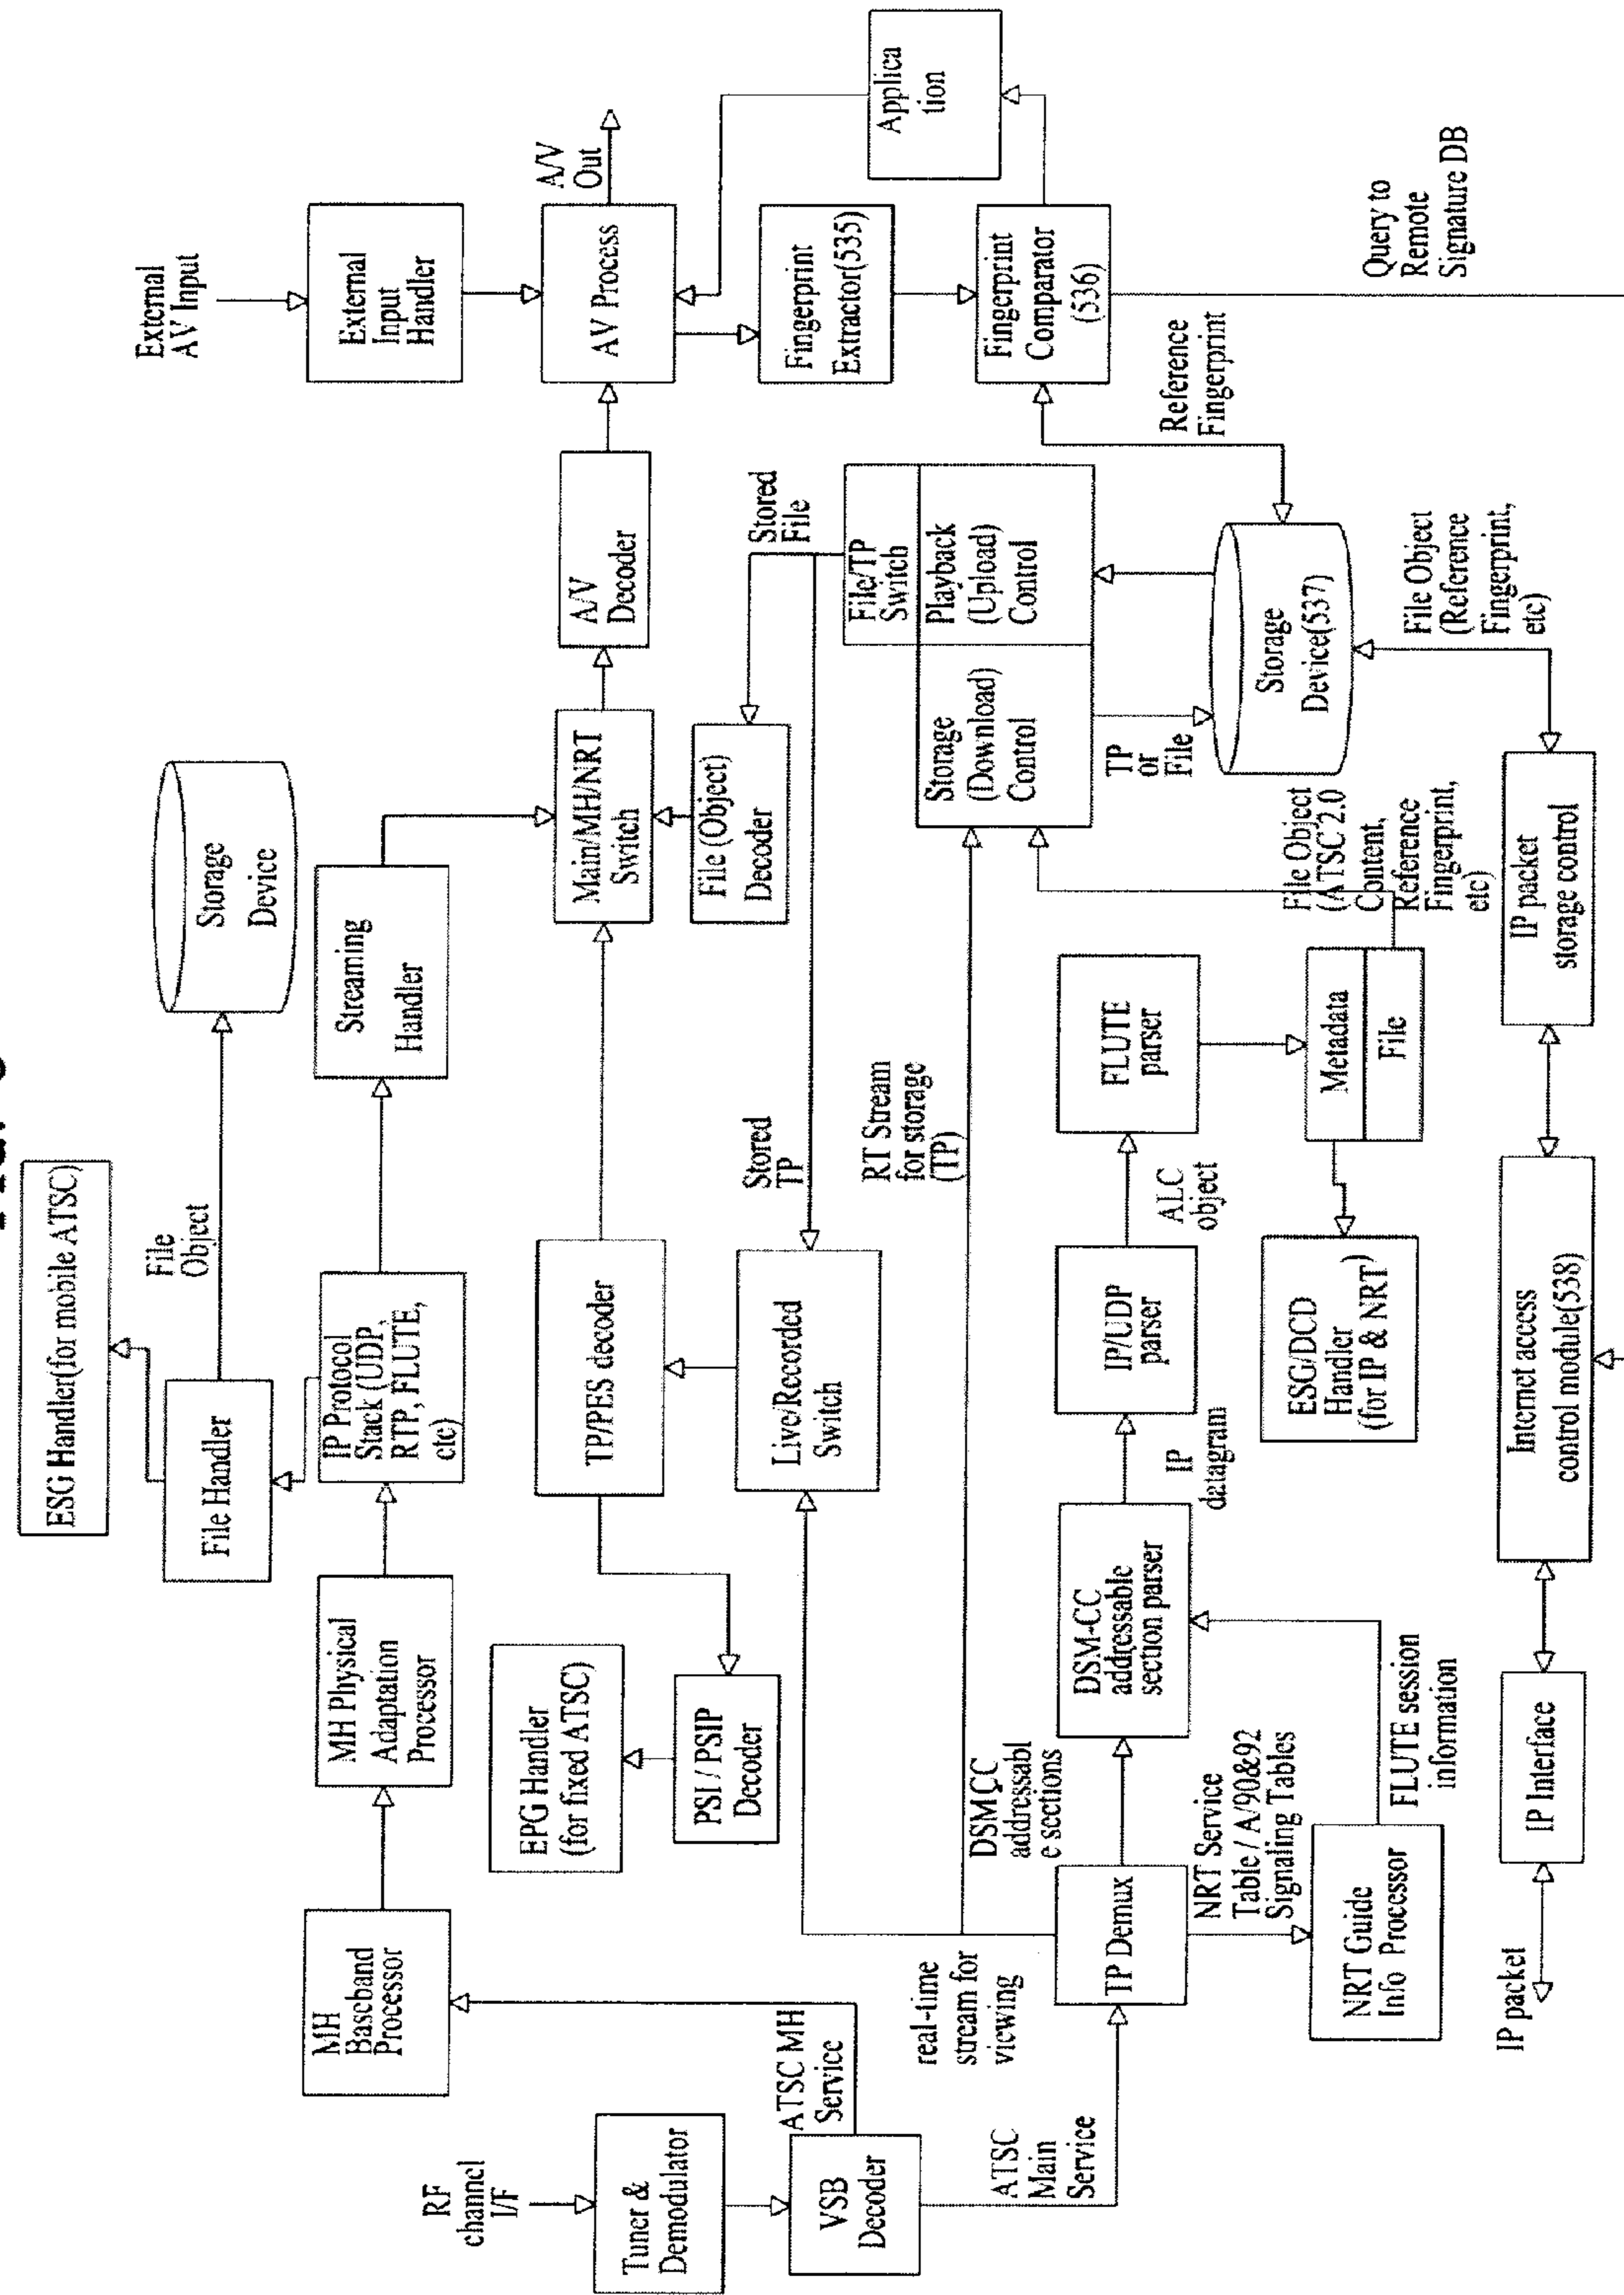 External
AV Input
External
Input
Handler
A/V
Out
AV Process
Applica
tion
Fingerprint
Extractor(535)
Fingerprint
Comparator
(536)
Query to
Remote
Signature DB
Reference
Fingerprint
A/V
Decoder
Stored
File
File/TP
Switch
Playback
(Upload)
Control
Storage
(Download)
Control
TP
or
File
Storage
Device(537)
File Object
(Reference
Fingerprint,
etc)
Storage
Device
Streaming
Handler
Main/MH/NRT
Switch
File (Object)
Decoder
File Object
(ATSC 2.0
Content,
Reference
Fingerprint,
etc)
IP packet
storage control
ESG Handler(for mobile ATSC)
File
Object
File Handler
IP Protocol
Stack (UDP,
RTP, FLUTE,
etc)
TP/PES decoder
Stored
TP
Live/Recorded
Switch
RT Stream
for storage
(TP)
FLUTE
parser
Metadata
File
ALC
object
IP/UDP
parser
ESG/DCD
Handler
(for IP & NRT)
Internet access
control module(538)
MH Physical
Adaptation
Processor
EPG Handler
(for fixed ATSC)
PSI / PSIP
Decoder
IP
datagram
DSM-CC
addressable
section parser
DSMCC
addressabl
e sections
FLUTE session
information
IP Interface
MH
Baseband
Processor
real-time
stream for
viewing
TP Demux
NRT Service
Table / A/90&92
Signaling Tables
NRT Guide
Info Processor
IP packet
RF
channel
I/F
Tuner &
Demodulator
ATSC MH
Service
VSB
Decoder
ATSC
Main
Service